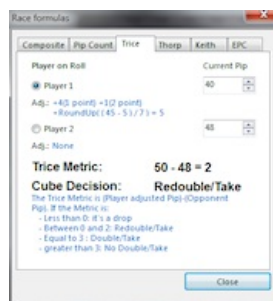 Race formulas
Composite Pip Count Trice Thorp Keith EPC
Player on Roll Current Pip
Player 1 40
Adj.: +4(1 point) +1(2 point)
+RoundUp((45 - 5)/7) = 5
Player 2 48
Adj.: None
Trice Metric: 50 - 48 = 2
Cube Decision: Redouble/Take
The Trice Metric is (Player adjusted Pip)-(Opponent
Pip). If the Metric is:
- Less than 0: it's a drop
- Between 0 and 2: Redouble/Take
- Equal to 3 : Double/Take
- greater than 3: No Double/Take
Close